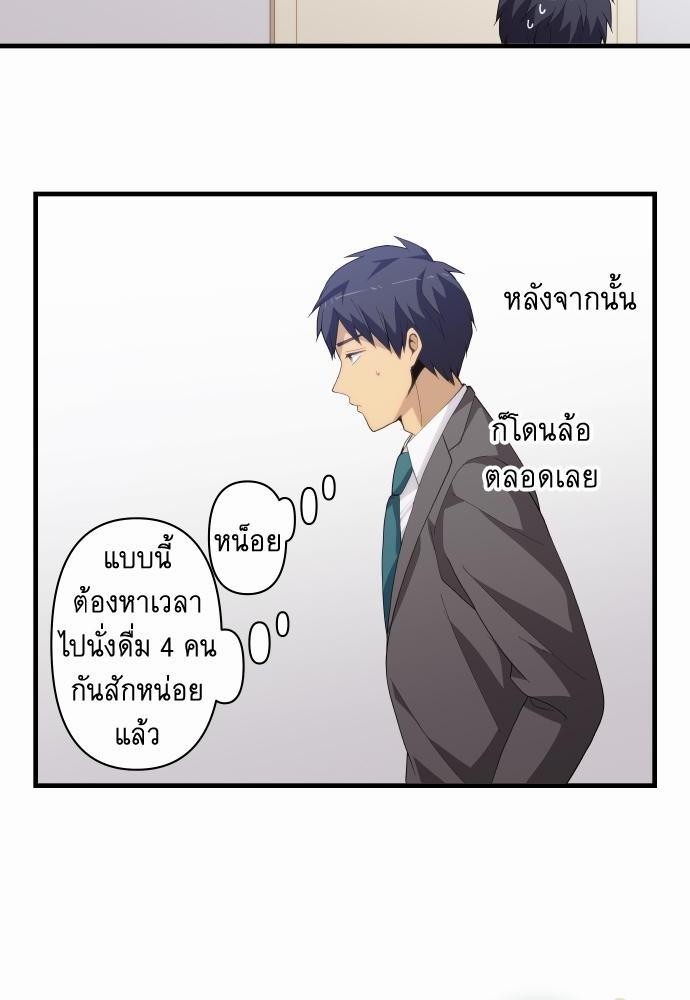 หลังจากนั้น
ก็โดนล้อ
ตลอดเลย
หน็อย
แบบนี้
ต้องหาเวลา
ไปนั่งดื่ม 4 คน
กันสักหน่อย
แล้ว